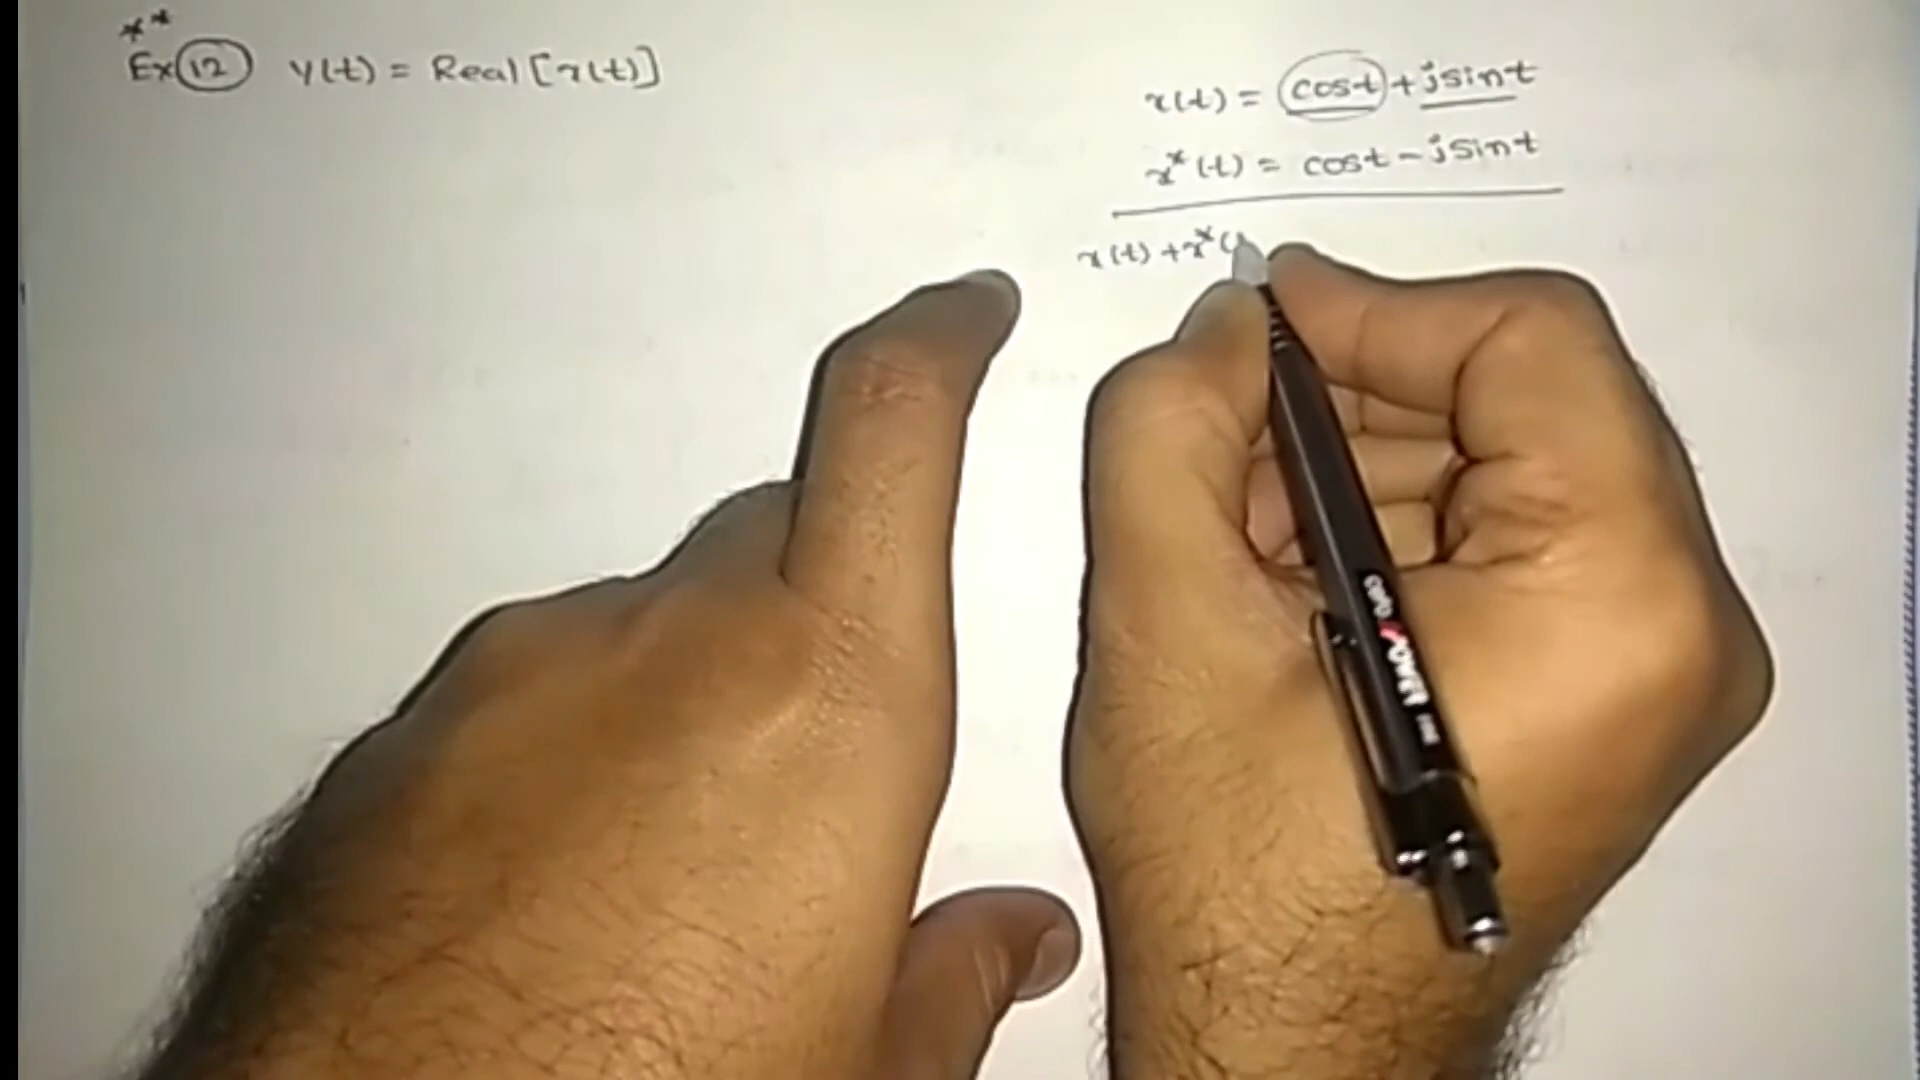 **
Ex 12 y(t) = Real [x(t)]
x(t) = cost + jsint
x*(t) = cost - jsint
x(t) + x*(